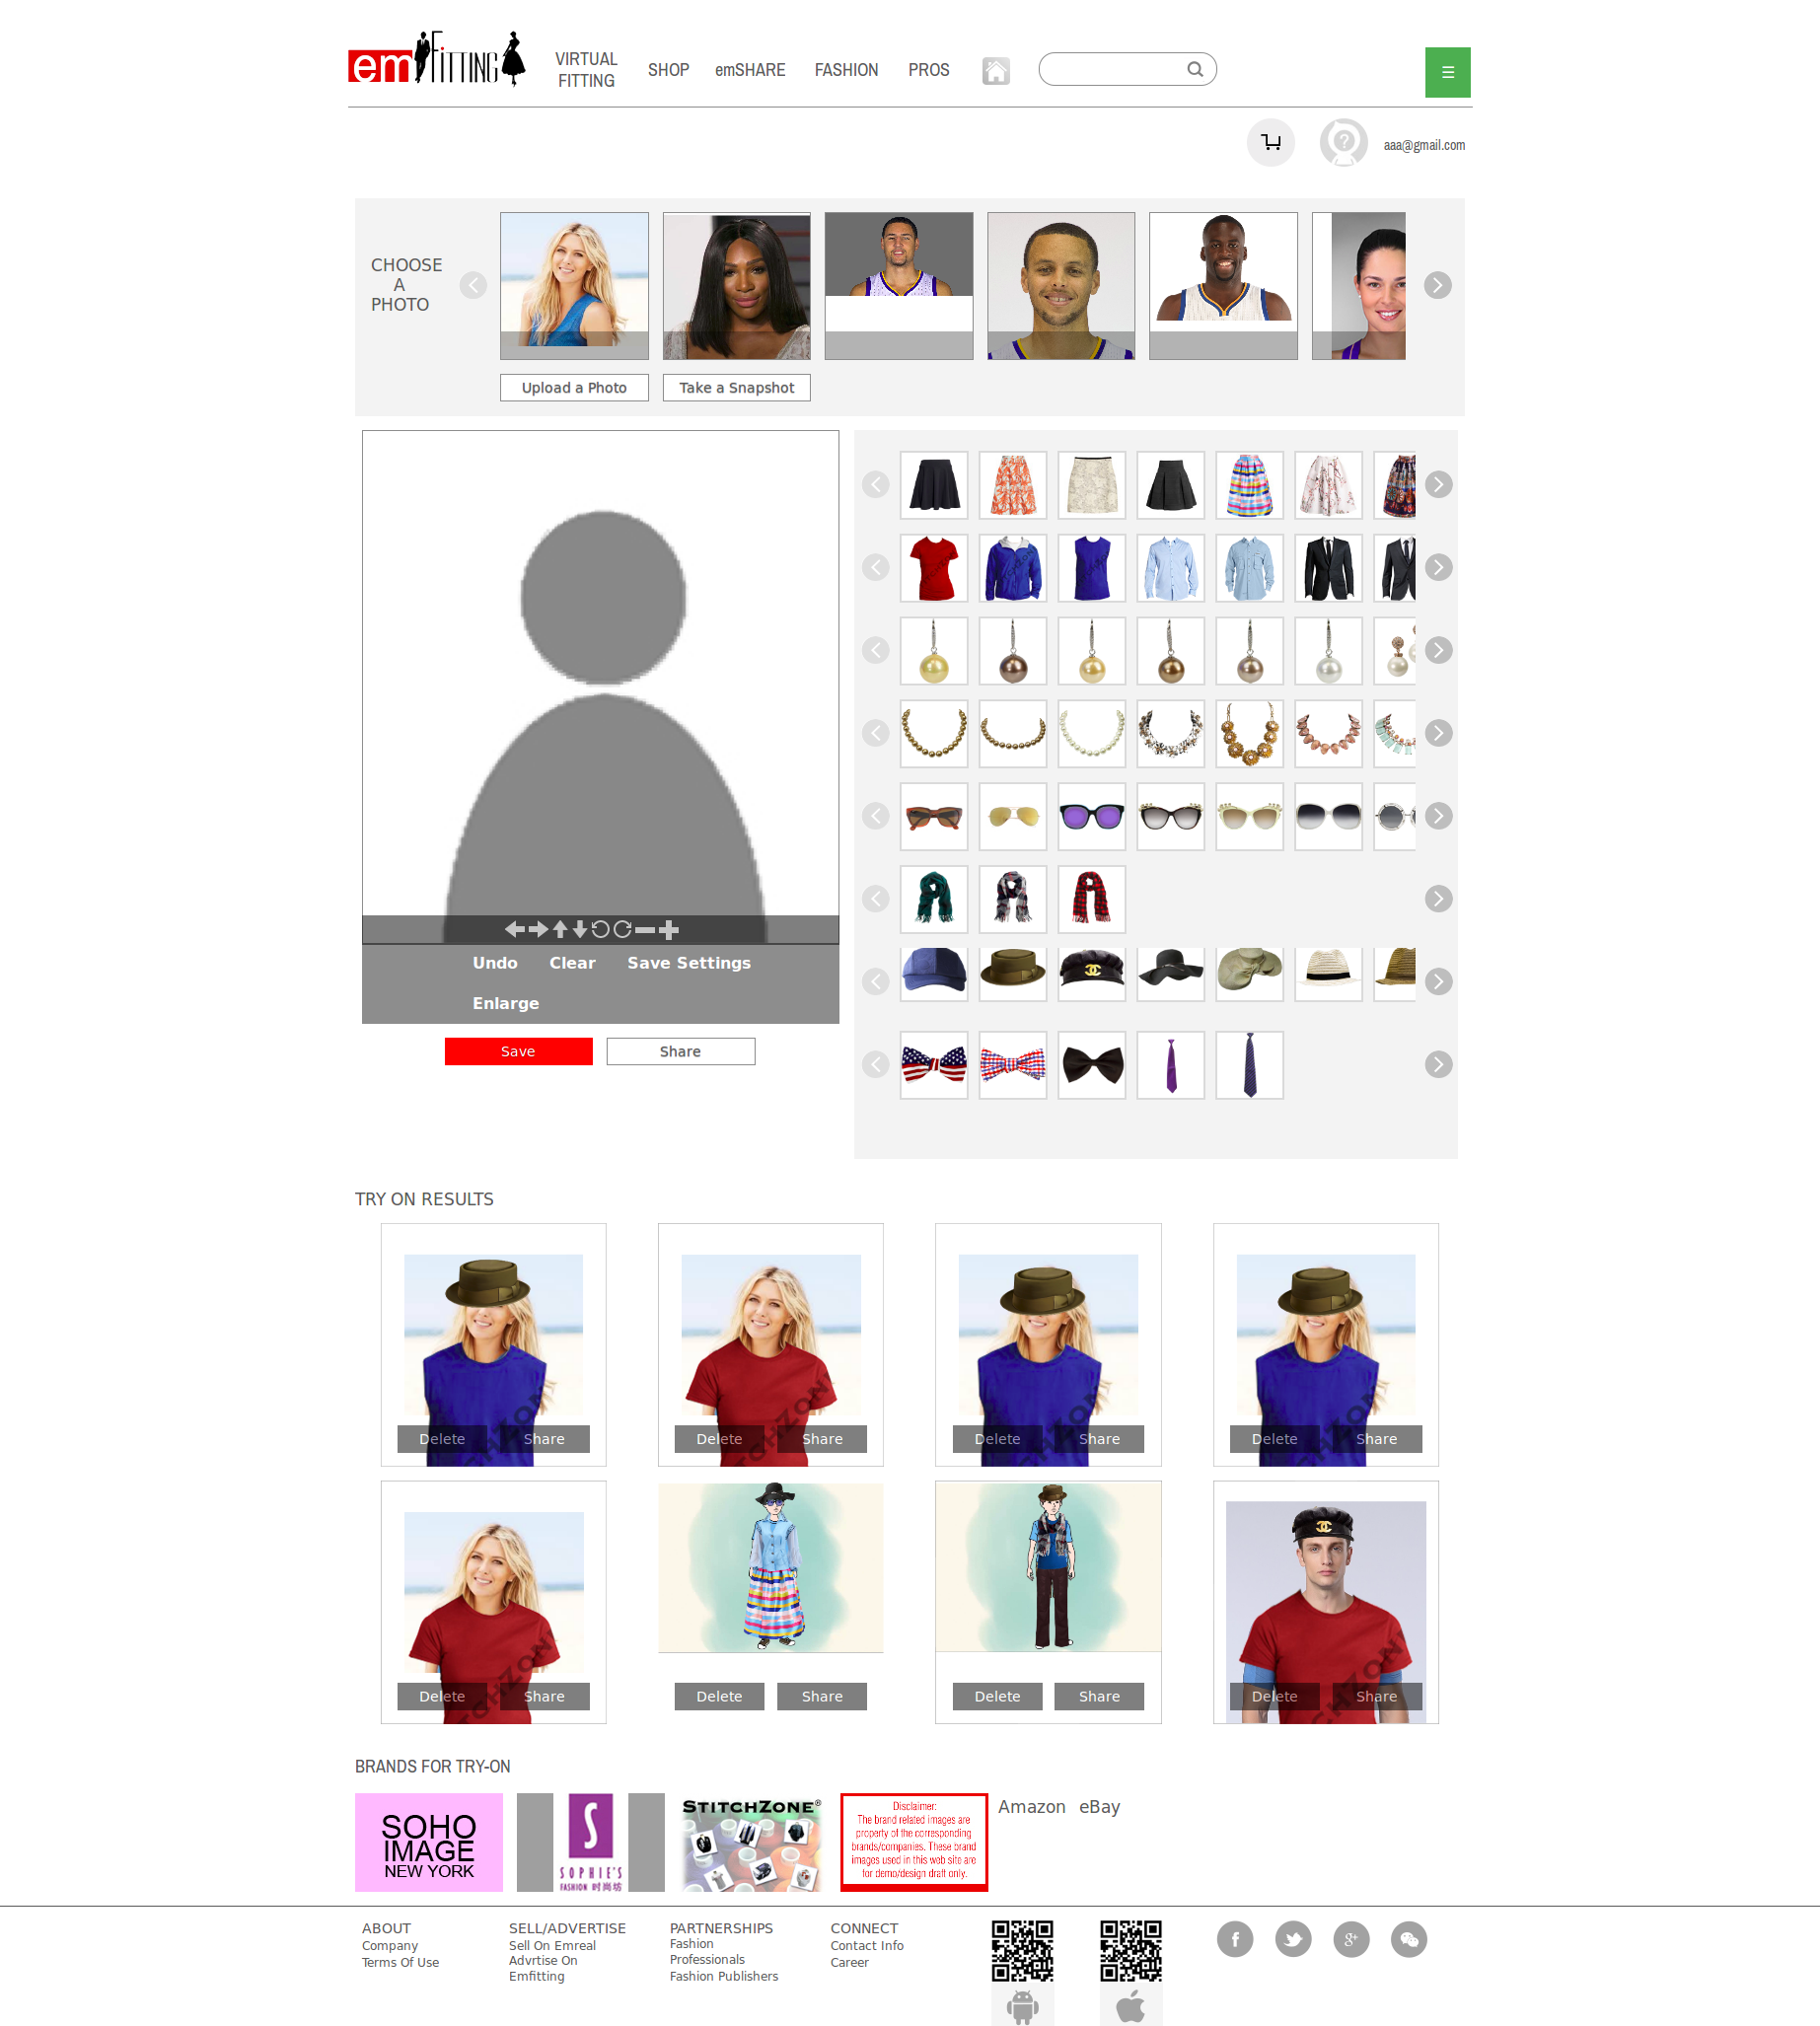 em FITTING
VIRTUAL
FITTING
SHOP
emSHARE
FASHION
PROS
aaa@gmail.com
CHOOSE
A
PHOTO
Upload a Photo
Take a Snapshot
Undo
Clear
Save Settings
Enlarge
Save
Share
TRY ON RESULTS
Delete
Share
Delete
Share
Delete
Share
Delete
Share
Delete
Share
Delete
Share
Delete
Share
Delete
Share
BRANDS FOR TRY-ON
SOHO
IMAGE
NEW YORK
S
SOPHIE'S
FASHION 时尚坊
STITCHZONE®
Disclaimer:
The brand related images are
property of the corresponding
brands/companies. These brand
images used in this web site are
for demo/design draft only.
Amazon
eBay
ABOUT
Company
Terms Of Use
SELL/ADVERTISE
Sell On Emreal
Advrtise On
Emfitting
PARTNERSHIPS
Fashion
Professionals
Fashion Publishers
CONNECT
Contact Info
Career
f
g+